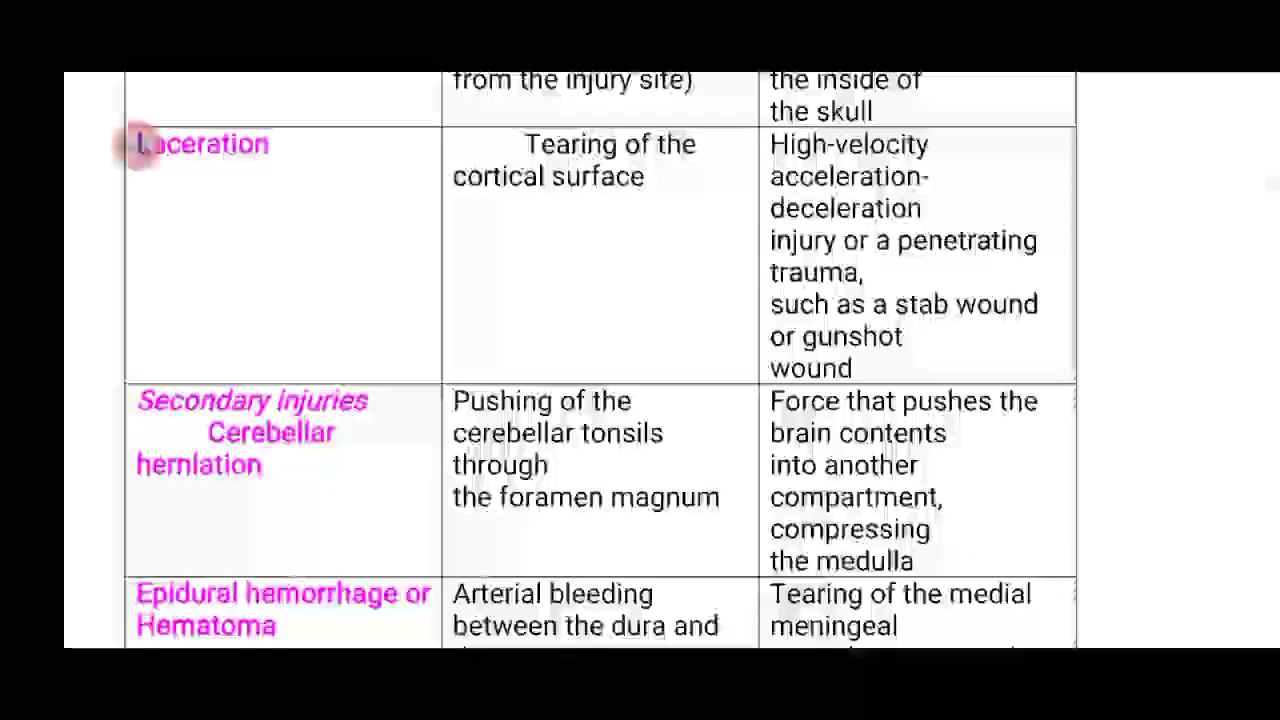 from the injury site)
the inside of
the skull
Laceration
Tearing of the
cortical surface
High-velocity
acceleration-
deceleration
injury or a penetrating
trauma,
such as a stab wound
or gunshot
wound
Secondary injuries
Cerebellar
hernlation
Pushing of the
cerebellar tonsils
through
the foramen magnum
Force that pushes the
brain contents
into another
compartment,
compressing
the medulla
Epidural hemorrhage or
Hematoma
Arterial bleeding
between the dura and
Tearing of the medial
meningeal